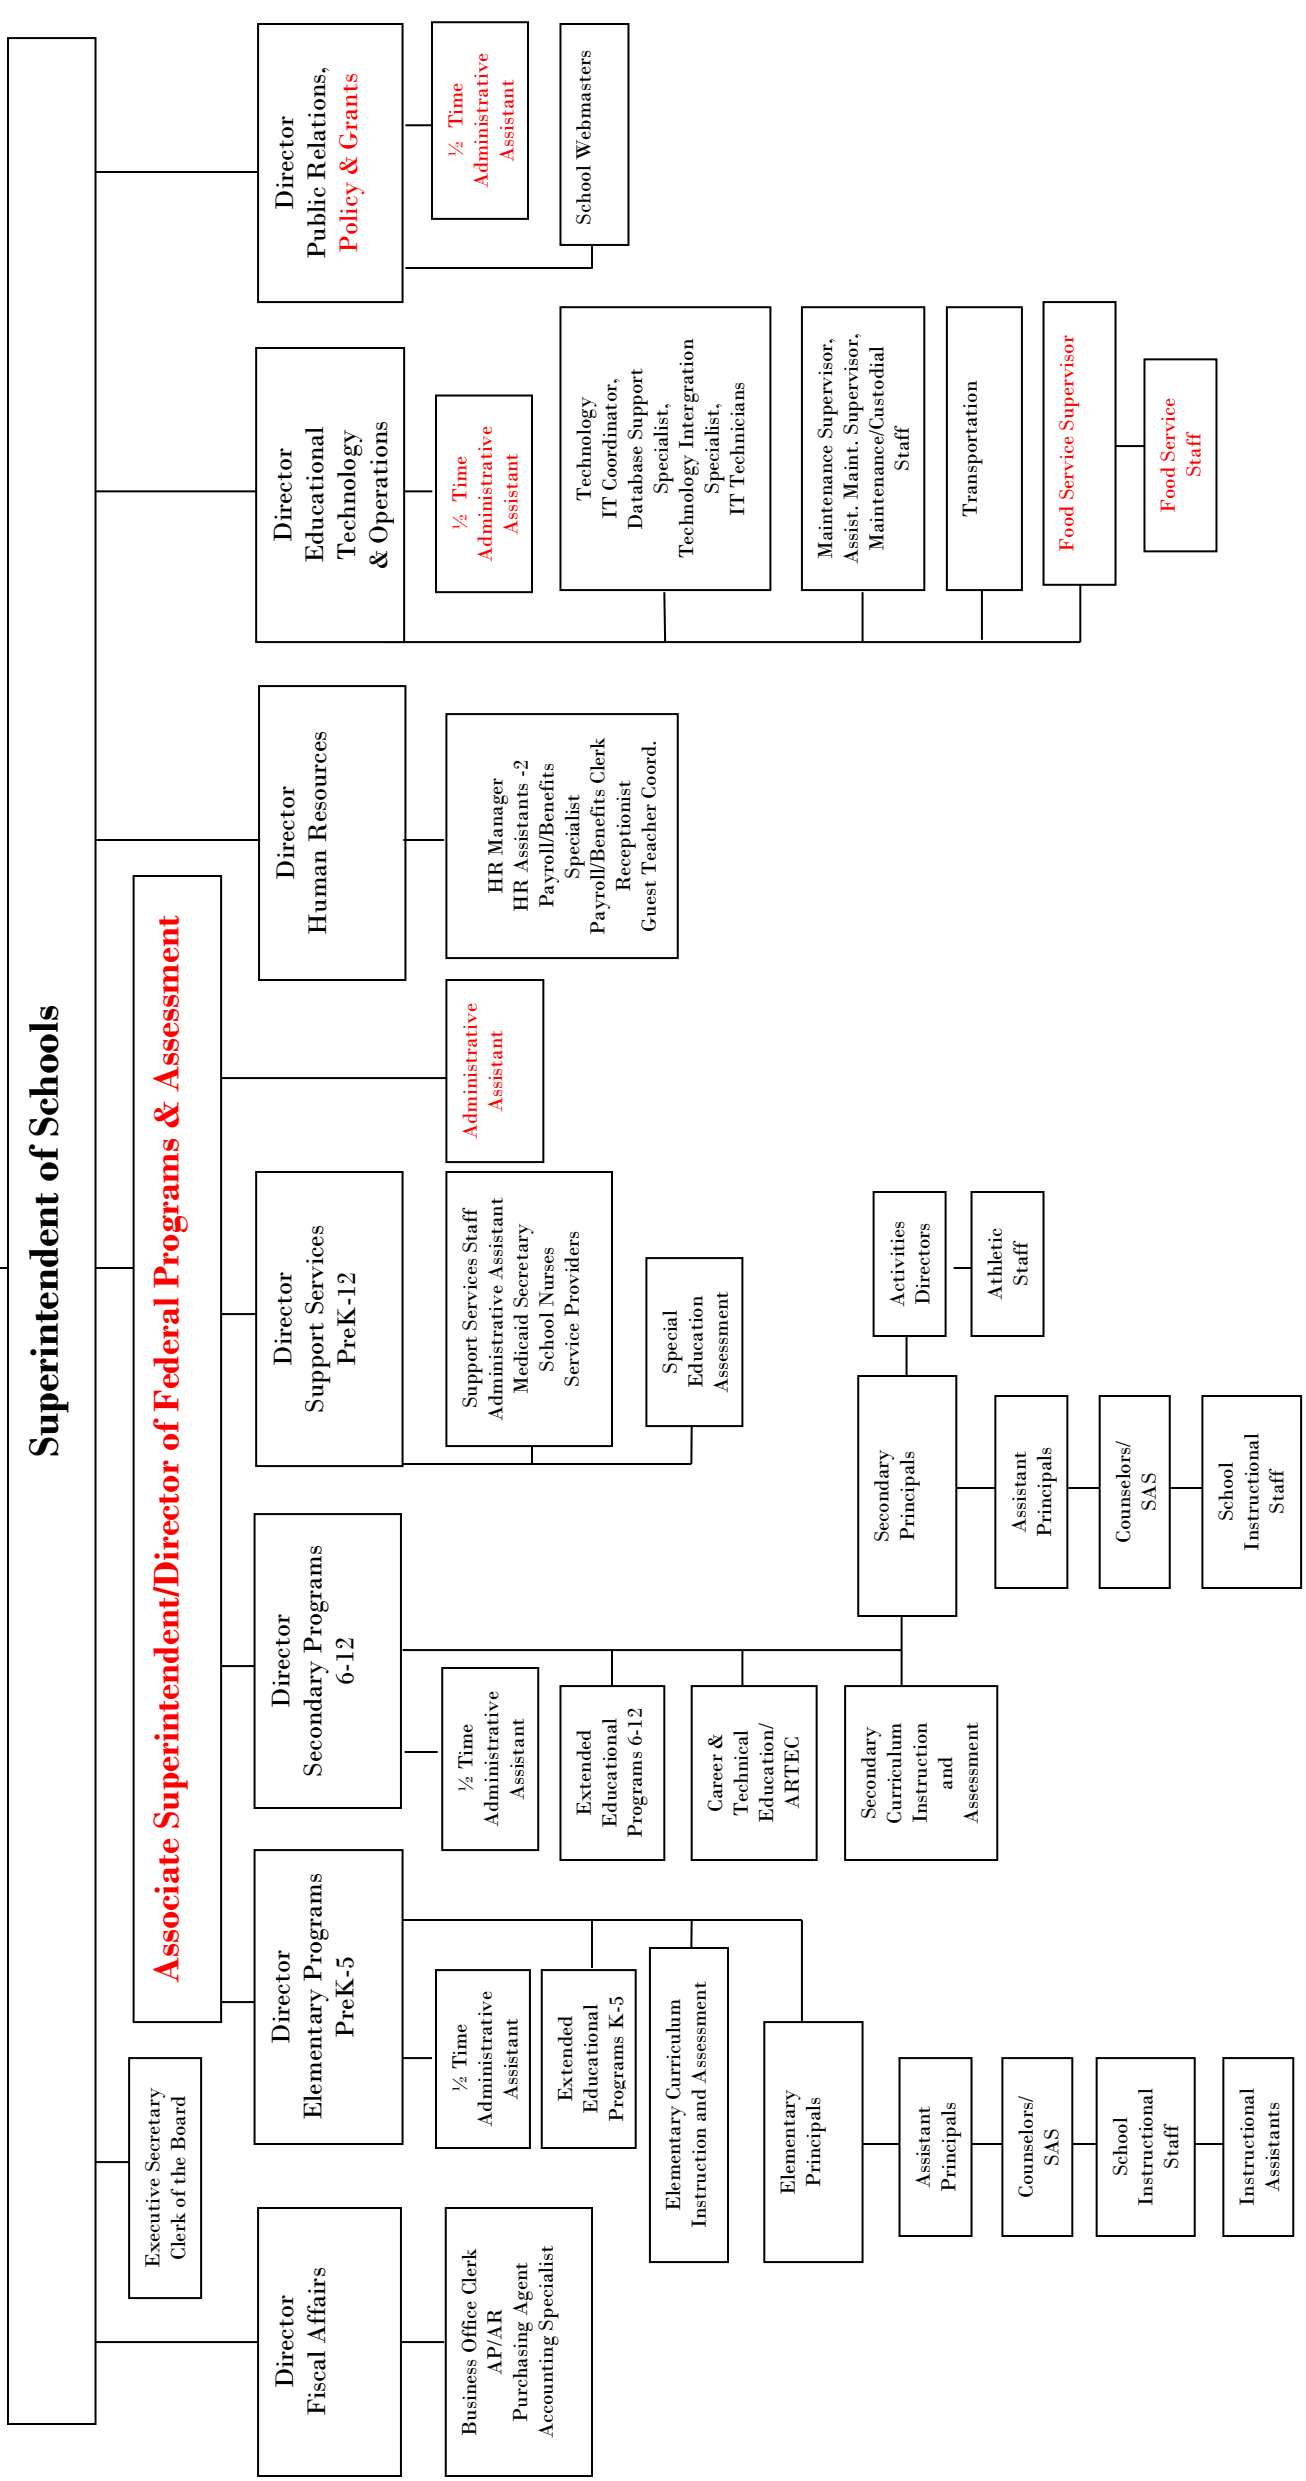 Superintendent of Schools
Executive Secretary
Clerk of the Board
Associate Superintendent/Director of Federal Programs & Assessment
Director
Fiscal Affairs
Business Office Clerk
AP/AR
Purchasing Agent
Accounting Specialist
Director
Elementary Programs
PreK-5
½ Time
Administrative
Assistant
Extended
Educational
Programs K-5
Elementary Curriculum
Instruction and Assessment
Elementary
Principals
Assistant
Principals
Counselors/
SAS
School
Instructional
Staff
Instructional
Assistants
Director
Secondary Programs
6-12
½ Time
Administrative
Assistant
Extended
Educational
Programs 6-12
Career &
Technical
Education/
ARTEC
Secondary
Curriculum
Instruction
and
Assessment
Secondary
Principals
Activities
Directors
Athletic
Staff
Assistant
Principals
Counselors/
SAS
School
Instructional
Staff
Director
Support Services
PreK-12
Support Services Staff
Administrative Assistant
Medicaid Secretary
School Nurses
Service Providers
Special
Education
Assessment
Administrative
Assistant
Director
Human Resources
HR Manager
HR Assistants -2
Payroll/Benefits
Specialist
Payroll/Benefits Clerk
Receptionist
Guest Teacher Coord.
Director
Educational
Technology
& Operations
½ Time
Administrative
Assistant
Technology
IT Coordinator,
Database Support
Specialist,
Technology Intergration
Specialist,
IT Technicians
Maintenance Supervisor,
Assist. Maint. Supervisor,
Maintenance/Custodial
Staff
Transportation
Food Service Supervisor
Food Service
Staff
Director
Public Relations,
Policy & Grants
½ Time
Administrative
Assistant
School Webmasters